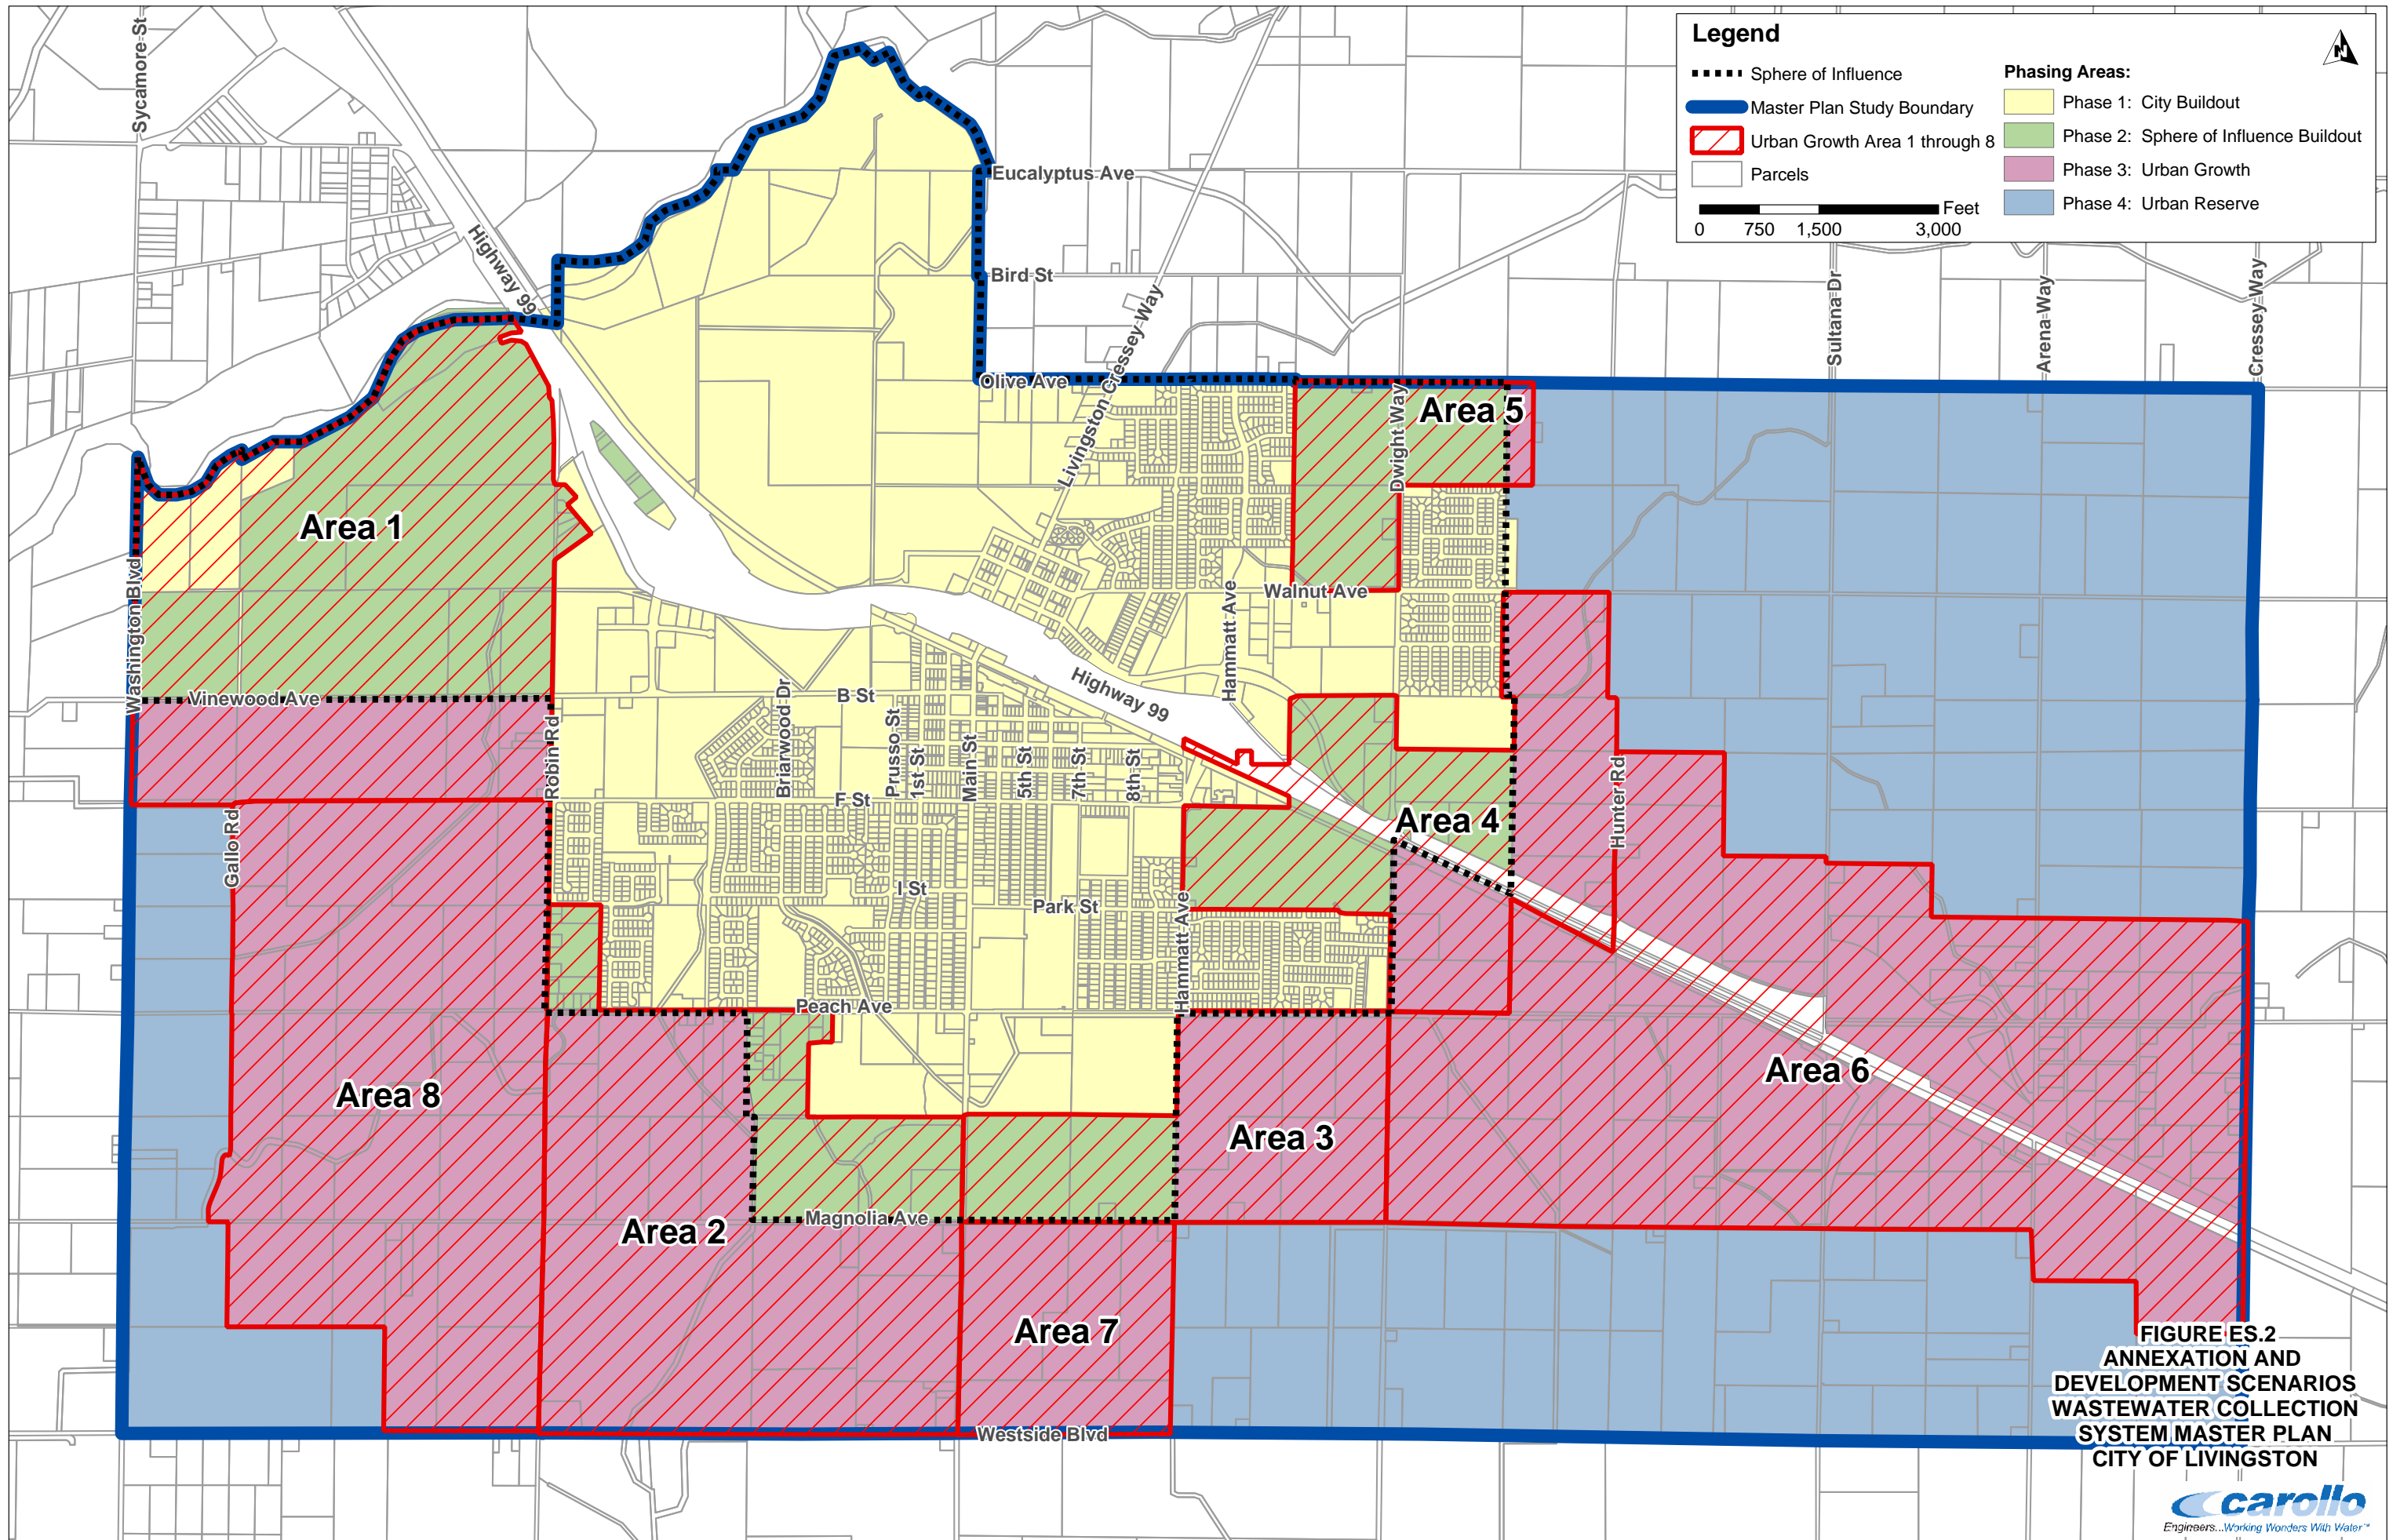 Legend
Sphere of Influence
Master Plan Study Boundary
Urban Growth Area 1 through 8
Parcels
Feet
0 750 1,500 3,000
Phasing Areas:
Phase 1: City Buildout
Phase 2: Sphere of Influence Buildout
Phase 3: Urban Growth
Phase 4: Urban Reserve
N
Sycamore St
Highway 99
Eucalyptus Ave
Bird St
Olive Ave
Livingston Cressey Way
Sultana Dr
Arena Way
Cressey Way
Dwight Way
Area 5
Area 1
Washington Blvd
Walnut Ave
Hammatt Ave
Vinewood Ave
Robin Rd
Briarwood Dr
B St
Prusso St
1st St
Main St
5th St
7th St
8th St
Highway 99
F St
Area 4
Hunter Rd
Gallo Rd
I St
Park St
Hammatt Ave
Peach Ave
Area 8
Area 6
Area 3
Area 2
Magnolia Ave
Area 7
Westside Blvd
FIGURE ES.2
ANNEXATION AND
DEVELOPMENT SCENARIOS
WASTEWATER COLLECTION
SYSTEM MASTER PLAN
CITY OF LIVINGSTON
carollo
Engineers...Working Wonders With Water™